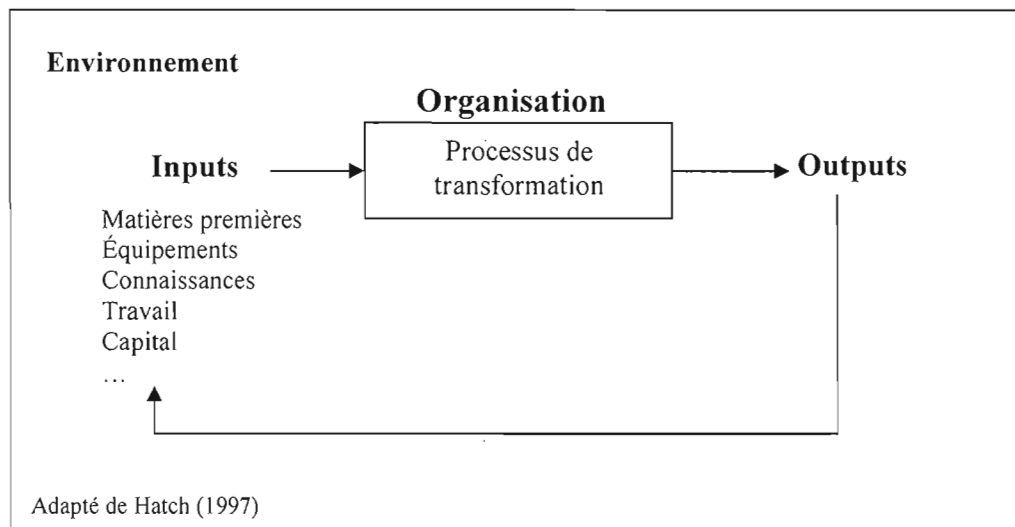 Environnement
Organisation
Inputs
Processus de
transformation
Outputs
Matières premières
Équipements
Connaissances
Travail
Capital
…
Adapté de Hatch (1997)